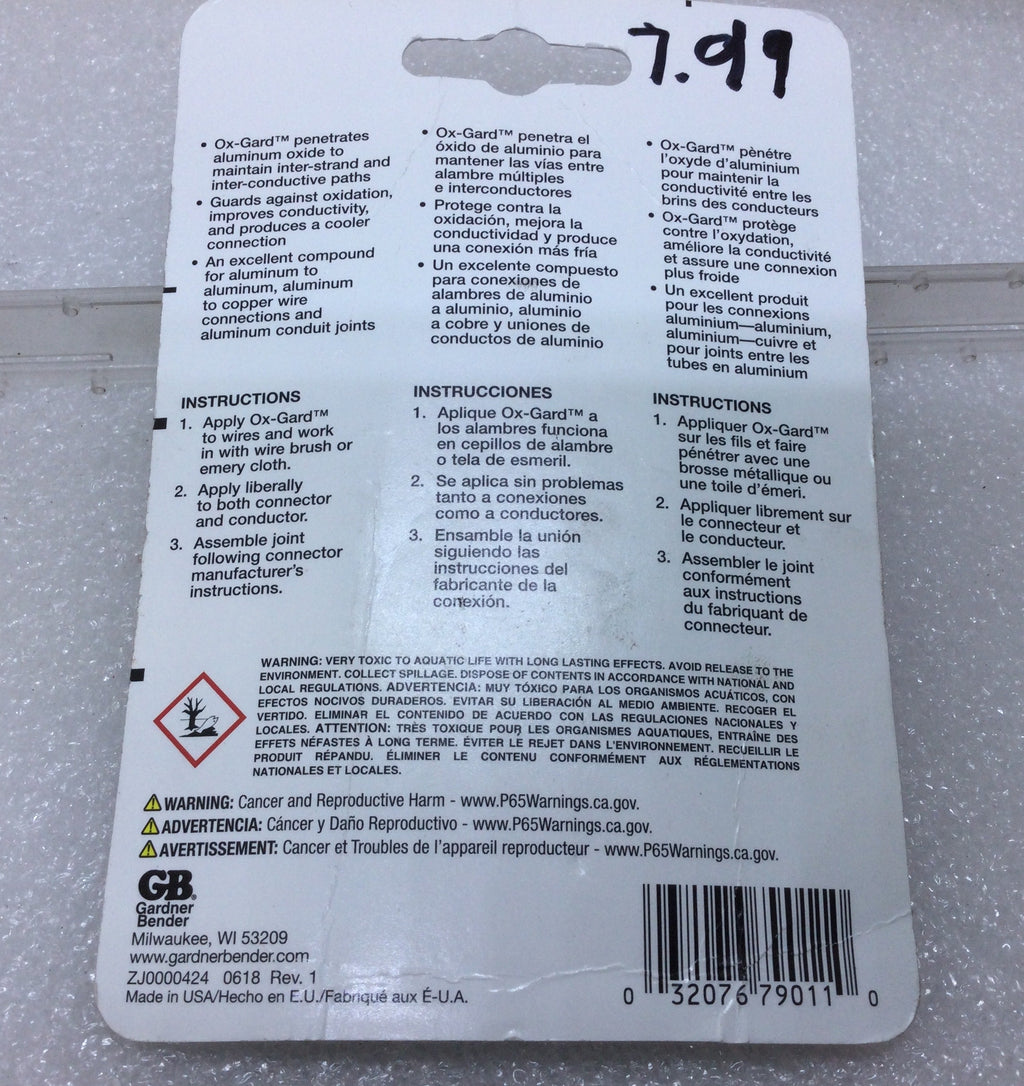 7.99
• Ox-Gard™ penetrates
aluminum oxide to
maintain inter-strand and
inter-conductive paths
• Guards against oxidation,
improves conductivity,
and produces a cooler
connection
• An excellent compound
for aluminum to
aluminum, aluminum
to copper wire
connections and
aluminum conduit joints
• Ox-Gard™ penetra el
óxido de aluminio para
mantener las vías entre
alambre múltiples
e interconductores
• Protege contra la
oxidación, mejora la
conductividad y produce
una conexión más fría
• Un excelente compuesto
para conexiones de
alambres de aluminio
a aluminio, aluminio
a cobre y uniones de
conductos de aluminio
• Ox-Gard™ pènétre
l'oxyde d'aluminium
pour maintenir la
conductivité entre les
brins des conducteurs
• Ox-Gard™ protège
contre l'oxydation,
améliore la conductivité
et assure une connexion
plus froide
• Un excellent produit
pour les connexions
aluminium—aluminium,
aluminium—cuivre et
pour joints entre les
tubes en aluminium
INSTRUCTIONS
1. Apply Ox-Gard™
to wires and work
in with wire brush or
emery cloth.
2. Apply liberally
to both connector
and conductor.
3. Assemble joint
following connector
manufacturer's
instructions.
INSTRUCCIONES
1. Aplique Ox-Gard™ a
los alambres funciona
en cepillos de alambre
o tela de esmeril.
2. Se aplica sin problemas
tanto a conexiones
como a conductores.
3. Ensamble la unión
siguiendo las
instrucciones del
fabricante de la
conexión.
INSTRUCTIONS
1. Appliquer Ox-Gard™
sur les fils et faire
pénétrer avec une
brosse métallique ou
une toile d'émeri.
2. Appliquer librement sur
le connecteur et
le conducteur.
3. Assembler le joint
conformément
aux instructions
du fabriquant de
connecteur.
WARNING: VERY TOXIC TO AQUATIC LIFE WITH LONG LASTING EFFECTS. AVOID RELEASE TO THE
ENVIRONMENT. COLLECT SPILLAGE. DISPOSE OF CONTENTS IN ACCORDANCE WITH NATIONAL AND
LOCAL REGULATIONS. ADVERTENCIA: MUY TÓXICO PARA LOS ORGANISMOS ACUÁTICOS, CON
EFECTOS NOCIVOS DURADEROS. EVITAR SU LIBERACIÓN AL MEDIO AMBIENTE. RECOGER EL
VERTIDO. ELIMINAR EL CONTENIDO DE ACUERDO CON LAS REGULACIONES NACIONALES Y
LOCALES. ATTENTION: TRÈS TOXIQUE POUR LES ORGANISMES AQUATIQUES, ENTRAÎNE DES
EFFETS NÉFASTES À LONG TERME. ÉVITER LE REJET DANS L'ENVIRONNEMENT. RECUEILLIR LE
PRODUIT RÉPANDU. ÉLIMINER LE CONTENU CONFORMÉMENT AUX RÉGLEMENTATIONS
NATIONALES ET LOCALES.
WARNING: Cancer and Reproductive Harm - www.P65Warnings.ca.gov.
ADVERTENCIA: Cáncer y Daño Reproductivo - www.P65Warnings.ca.gov.
AVERTISSEMENT: Cancer et Troubles de l'appareil reproducteur - www.P65Warnings.ca.gov.
GB®
Gardner
Bender
Milwaukee, WI 53209
www.gardnerbender.com
ZJ0000424 0618 Rev. 1
Made in USA/Hecho en E.U./Fabriqué aux É-U.A.
0 32076 79011 0